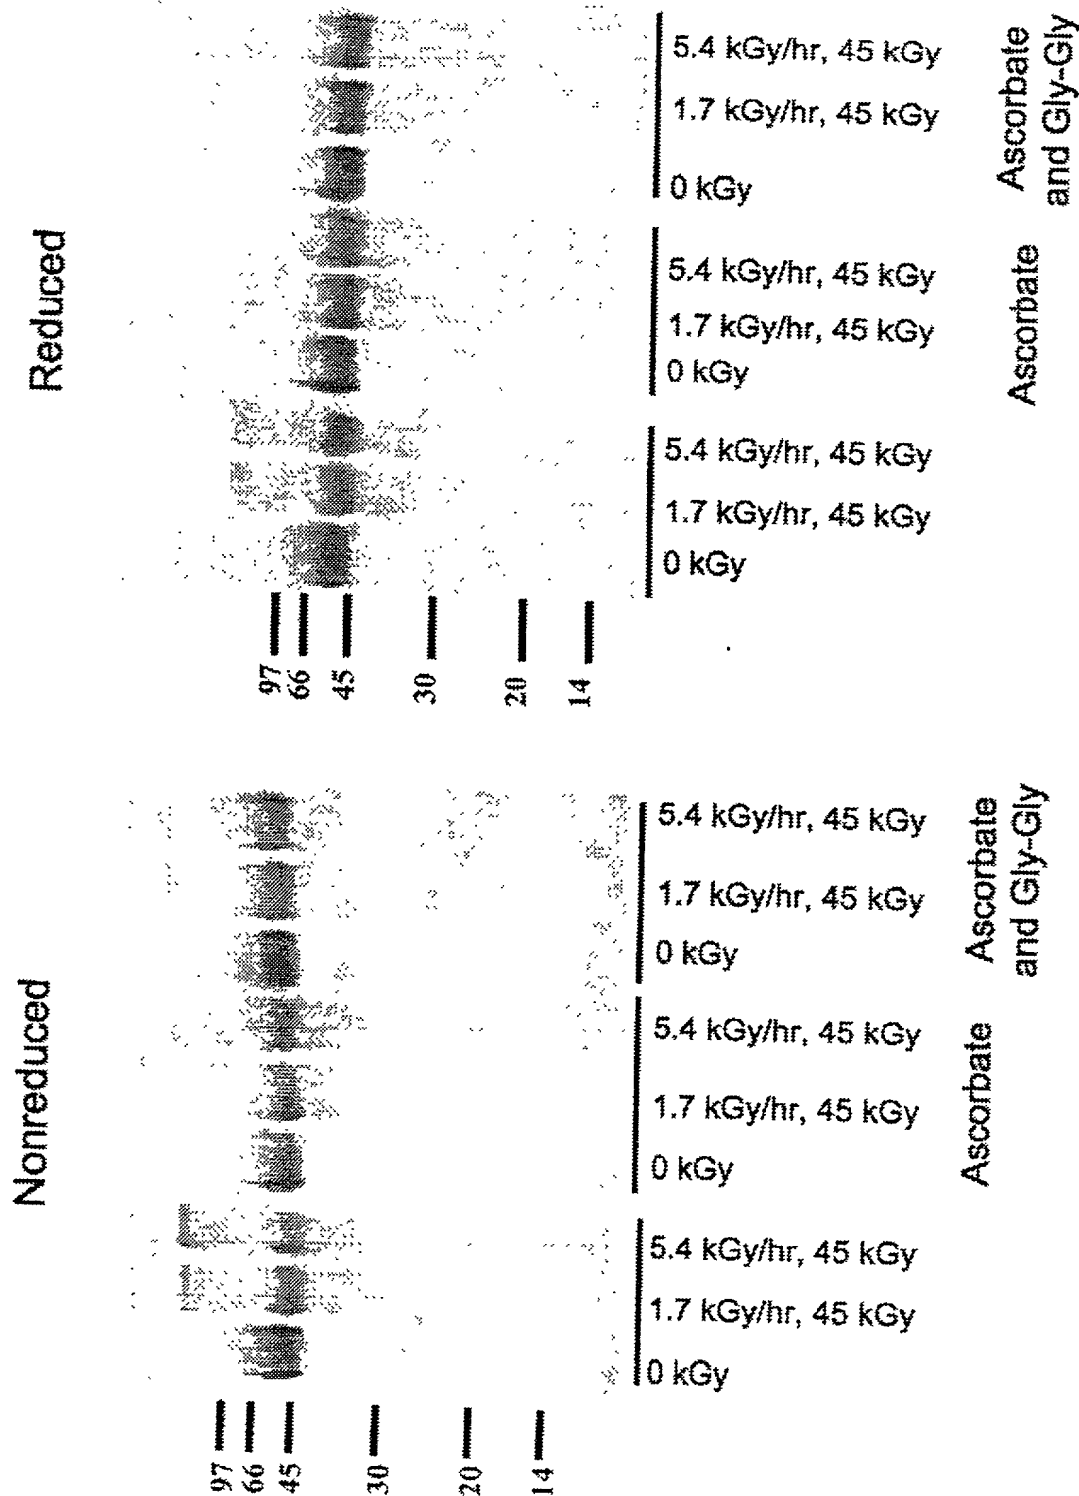 Nonreduced
97
66
45
30
20
14
0 kGy
1.7 kGy/hr, 45 kGy
5.4 kGy/hr, 45 kGy
0 kGy
1.7 kGy/hr, 45 kGy
5.4 kGy/hr, 45 kGy
0 kGy
1.7 kGy/hr, 45 kGy
5.4 kGy/hr, 45 kGy
Ascorbate
Ascorbate
and Gly-Gly
Reduced
97
66
45
30
20
14
0 kGy
1.7 kGy/hr, 45 kGy
5.4 kGy/hr, 45 kGy
0 kGy
1.7 kGy/hr, 45 kGy
5.4 kGy/hr, 45 kGy
0 kGy
1.7 kGy/hr, 45 kGy
5.4 kGy/hr, 45 kGy
Ascorbate
Ascorbate
and Gly-Gly